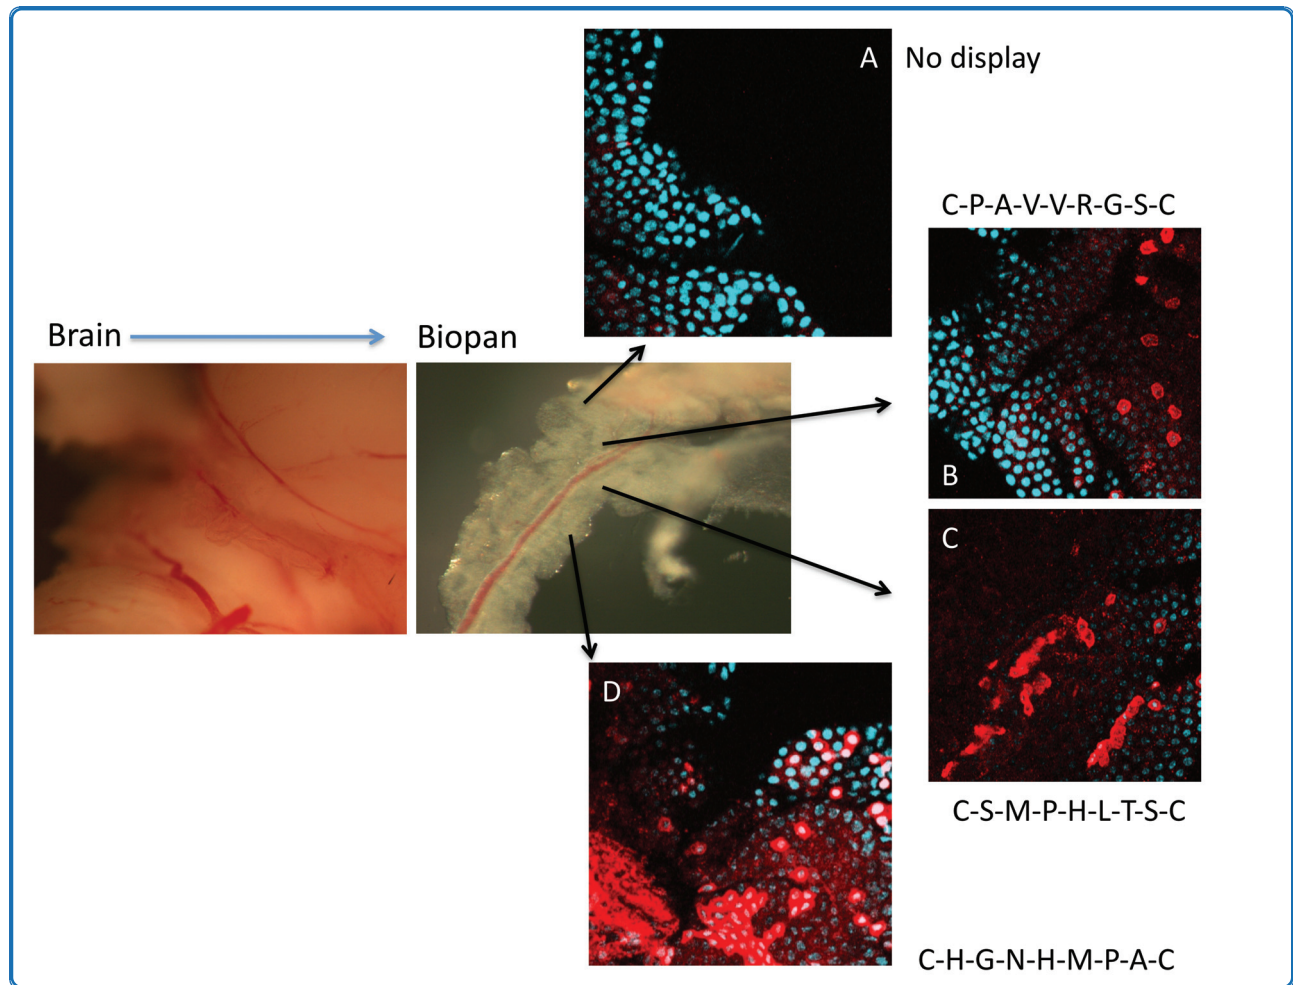 A
No display
C-P-A-V-V-R-G-S-C
Brain
Biopan
B
C
D
C-S-M-P-H-L-T-S-C
C-H-G-N-H-M-P-A-C